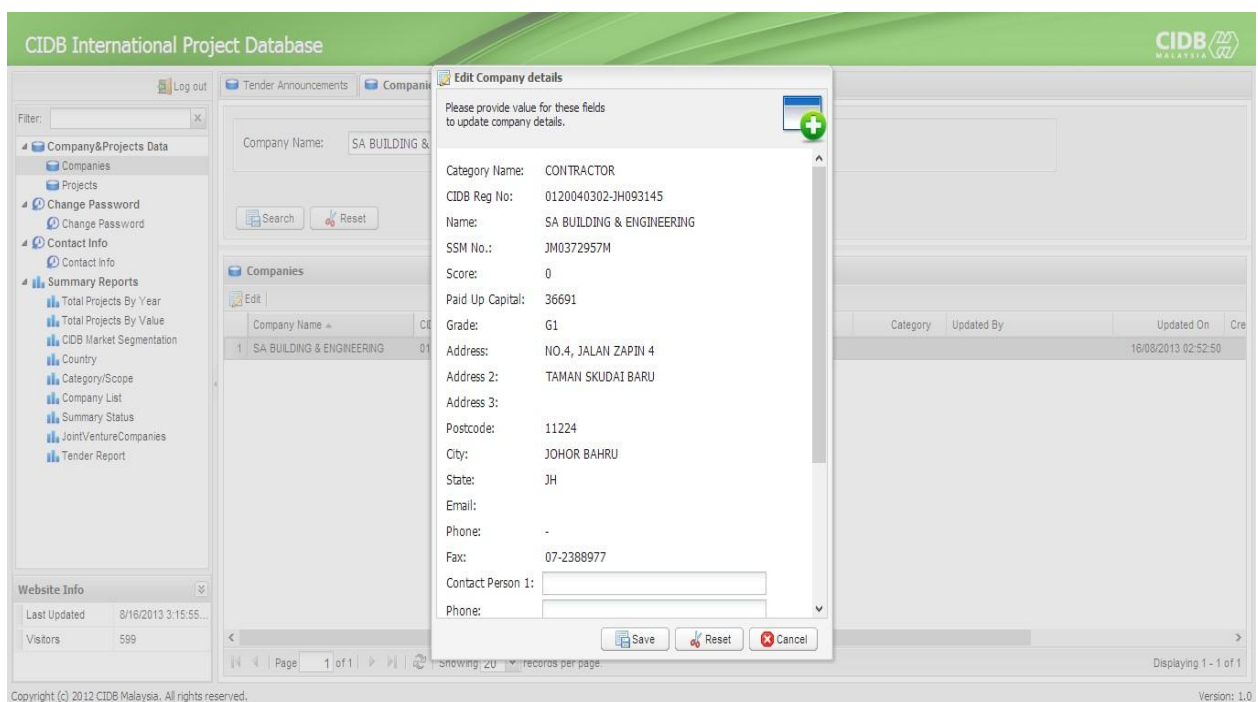 CIDB International Project Database
CIDB
MALAYSIA
Log out
Filter:
Company&Projects Data
Companies
Projects
Change Password
Change Password
Contact Info
Contact Info
Summary Reports
Total Projects By Year
Total Projects By Value
CIDB Market Segmentation
Country
Category/Scope
Company List
Summary Status
JointVentureCompanies
Tender Report
Website Info
Last Updated 8/16/2013 3:15:55...
Visitors 599
Tender Announcements Companie
Company Name: SA BUILDING &
Search Reset
Companies
Edit
Company Name Category Updated By Updated On Cre
1 SA BUILDING & ENGINEERING 01 16/08/2013 02:52:50
Page 1 of 1 Showing 20 records per page. Displaying 1 - 1 of 1
Edit Company details
Please provide value for these fields
to update company details.
Category Name: CONTRACTOR
CIDB Reg No: 0120040302-JH093145
Name: SA BUILDING & ENGINEERING
SSM No.: JM0372957M
Score: 0
Paid Up Capital: 36691
Grade: G1
Address: NO.4, JALAN ZAPIN 4
Address 2: TAMAN SKUDAI BARU
Address 3:
Postcode: 11224
City: JOHOR BAHRU
State: JH
Email:
Phone: -
Fax: 07-2388977
Contact Person 1:
Phone:
Save Reset Cancel
Copyright (c) 2012 CIDB Malaysia. All rights reserved. Version: 1.0